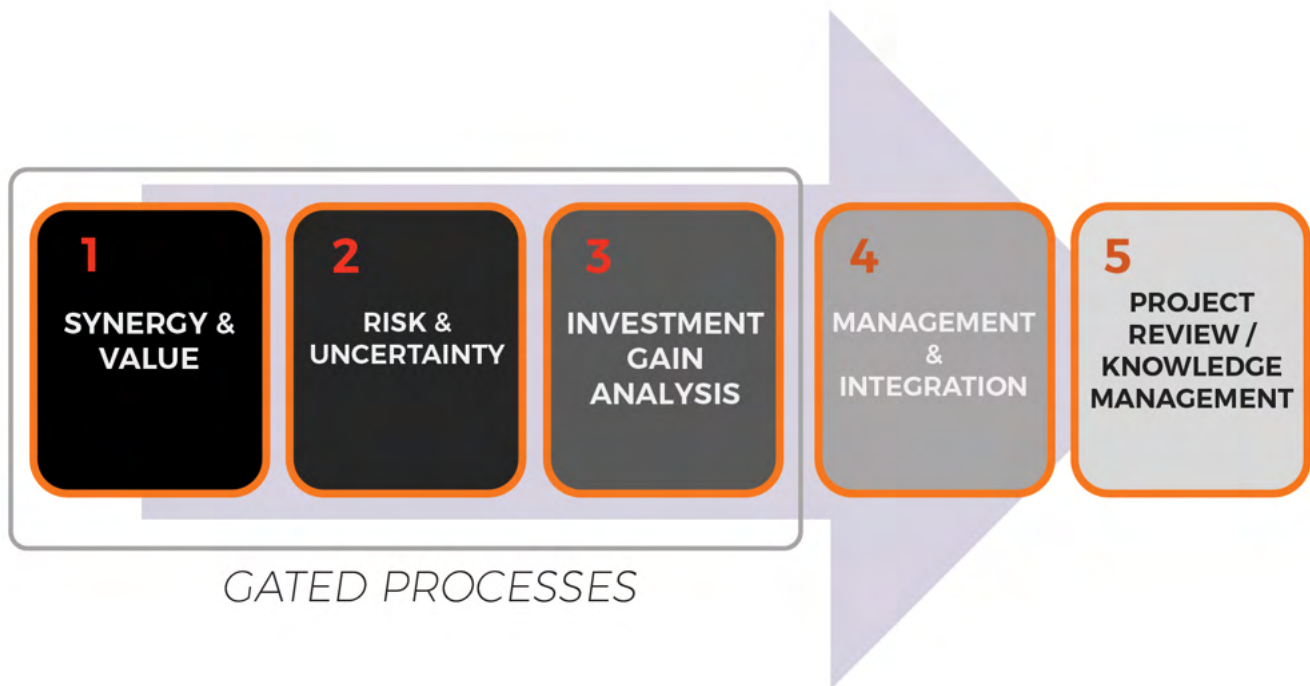 1
SYNERGY &
VALUE
2
RISK &
UNCERTAINTY
3
INVESTMENT
GAIN
ANALYSIS
4
MANAGEMENT
&
INTEGRATION
5
PROJECT
REVIEW /
KNOWLEDGE
MANAGEMENT
GATED PROCESSES